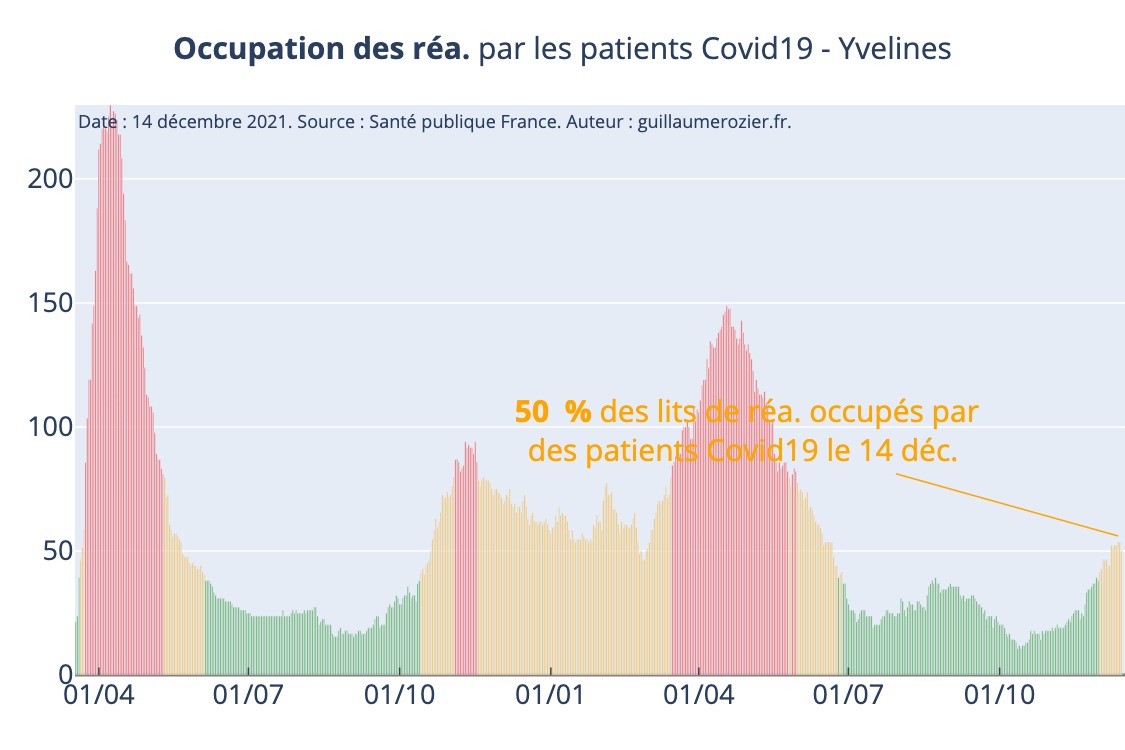 Occupation des réa. par les patients Covid19 - Yvelines
Date : 14 décembre 2021. Source : Santé publique France. Auteur : guillaumerozier.fr.
200
150
100
50
0
50  % des lits de réa. occupés par
des patients Covid19 le 14 déc.
01/04 01/07 01/10 01/01 01/04 01/07 01/10